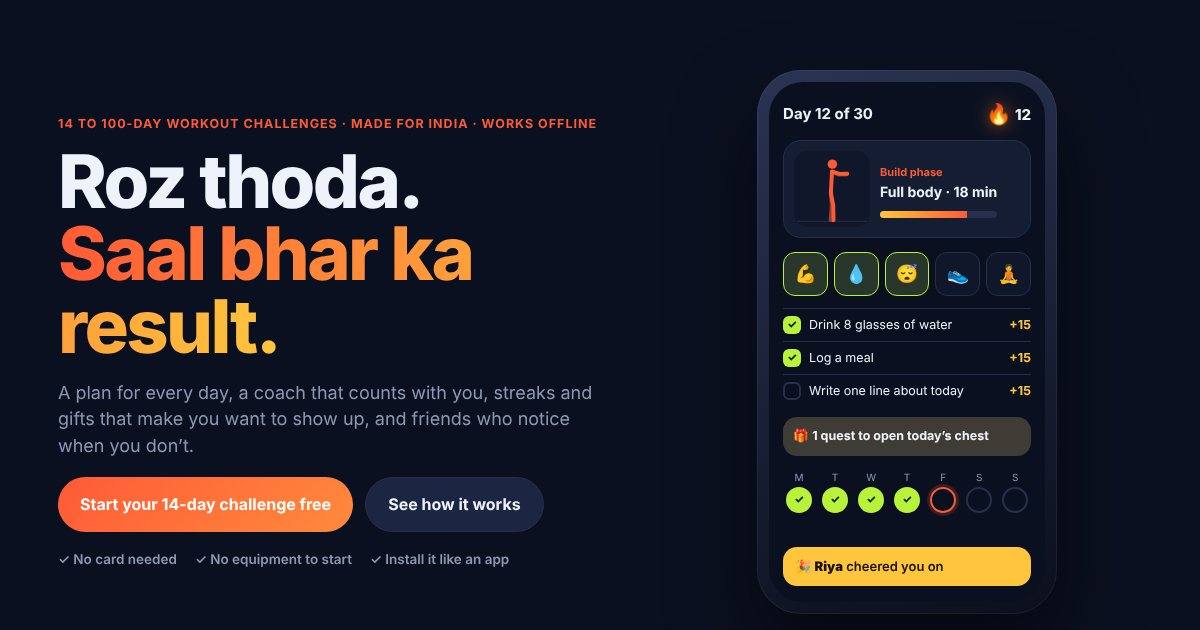 14 TO 100-DAY WORKOUT CHALLENGES · MADE FOR INDIA · WORKS OFFLINE
Roz thoda.
Saal bhar ka
result.
A plan for every day, a coach that counts with you, streaks and
gifts that make you want to show up, and friends who notice
when you don’t.
Start your 14-day challenge free
See how it works
✓ No card needed ✓ No equipment to start ✓ Install it like an app
Day 12 of 30 🔥 12
Build phase
Full body · 18 min
Drink 8 glasses of water +15
Log a meal +15
Write one line about today +15
🎁 1 quest to open today’s chest
M T W T F S S
🎉 Riya cheered you on